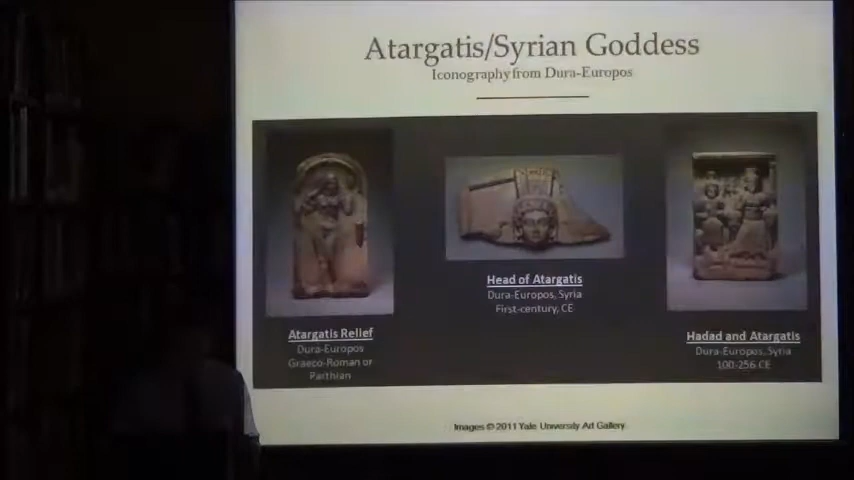 Atargatis/Syrian Goddess
Iconography from Dura-Europos
Atargatis Relief
Dura-Europos
Graeco-Roman or
Parthian
Head of Atargatis
Dura-Europos, Syria
First-century, CE
Hadad and Atargatis
Dura-Europos, Syria
100-256 CE
Images © 2011 Yale University Art Gallery